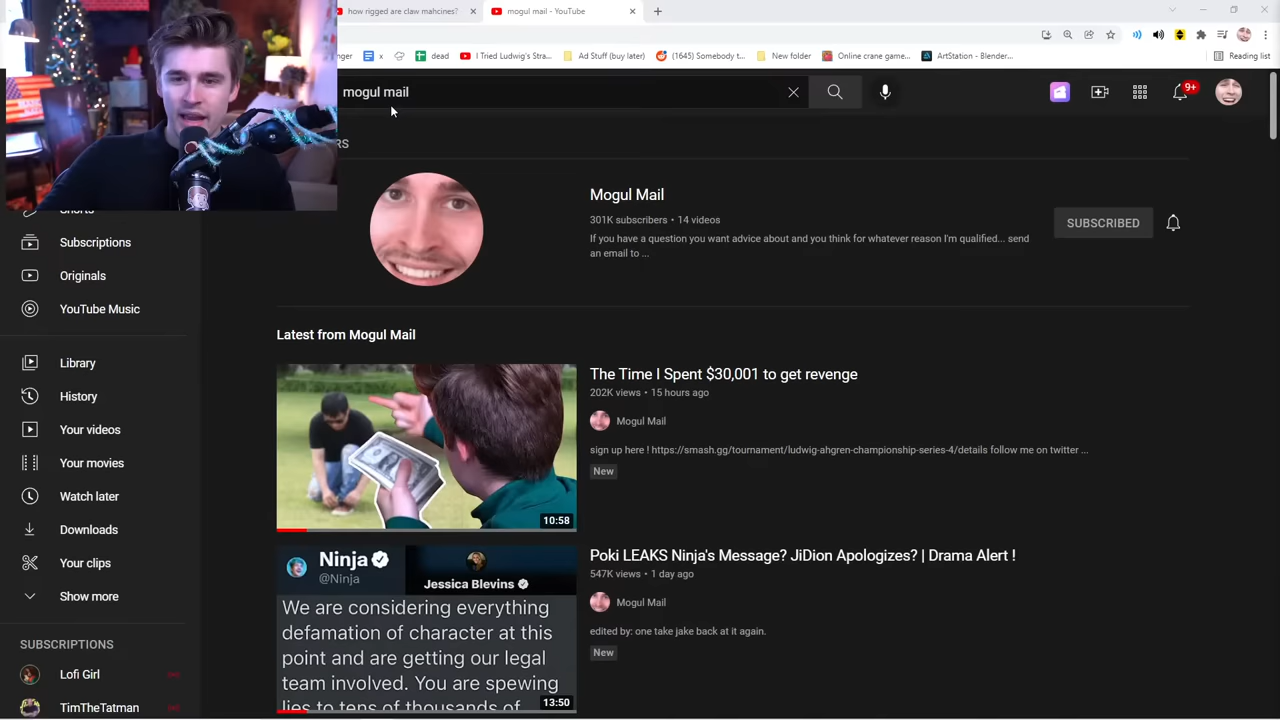 how rigged are claw mahcines?
mogul mail - YouTube
x
dead
I Tried Ludwig's Stra...
Ad Stuff (buy later)
(1645) Somebody t...
New folder
Online crane game...
ArtStation - Blender...
Reading list
mogul mail
9+
Mogul Mail
301K subscribers • 14 videos
If you have a question you want advice about and you think for whatever reason I'm qualified... send
an email to ...
SUBSCRIBED
Subscriptions
Originals
YouTube Music
Library
History
Your videos
Your movies
Watch later
Downloads
Your clips
Show more
SUBSCRIPTIONS
Lofi Girl
TimTheTatman
Latest from Mogul Mail
10:58
The Time I Spent $30,001 to get revenge
202K views • 15 hours ago
Mogul Mail
sign up here ! https://smash.gg/tournament/ludwig-ahgren-championship-series-4/details follow me on twitter ...
New
Ninja
@Ninja
Jessica Blevins
We are considering everything
defamation of character at this
point and are getting our legal
team involved. You are spewing
lies to tens of thousands of
13:50
Poki LEAKS Ninja's Message? JiDion Apologizes? | Drama Alert !
547K views • 1 day ago
Mogul Mail
edited by: one take jake back at it again.
New